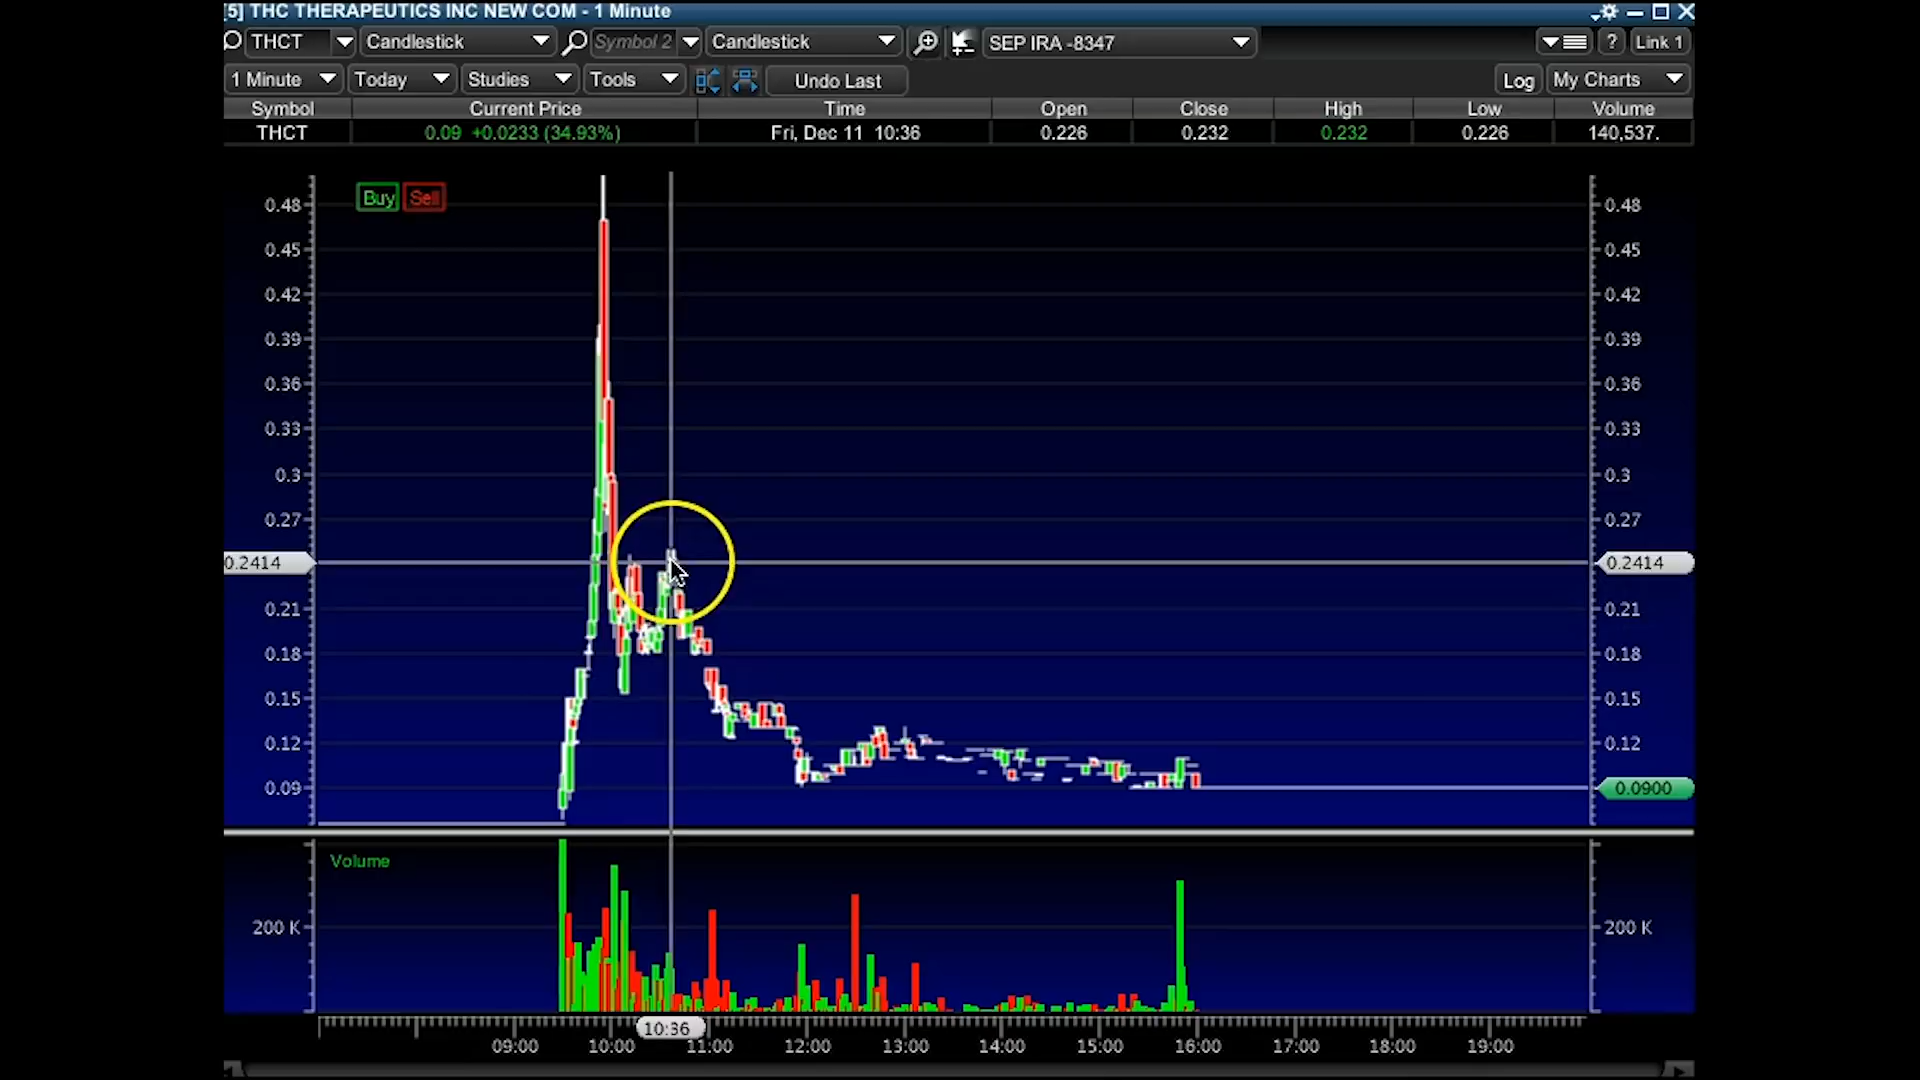 [5] THC THERAPEUTICS INC NEW COM - 1 Minute
THCT Candlestick Symbol 2 Candlestick SEP IRA -8347 ? Link 1
1 Minute Today Studies Tools Undo Last Log My Charts
Symbol Current Price Time Open Close High Low Volume
THCT 0.09 +0.0233 (34.93%) Fri, Dec 11 10:36 0.226 0.232 0.232 0.226 140,537.
Buy Sell
0.48 0.48
0.45 0.45
0.42 0.42
0.39 0.39
0.36 0.36
0.33 0.33
0.3 0.3
0.27 0.27
0.2414 0.2414
0.21 0.21
0.18 0.18
0.15 0.15
0.12 0.12
0.09 0.0900
Volume
200 K 200 K
10:36
09:00 10:00 11:00 12:00 13:00 14:00 15:00 16:00 17:00 18:00 19:00